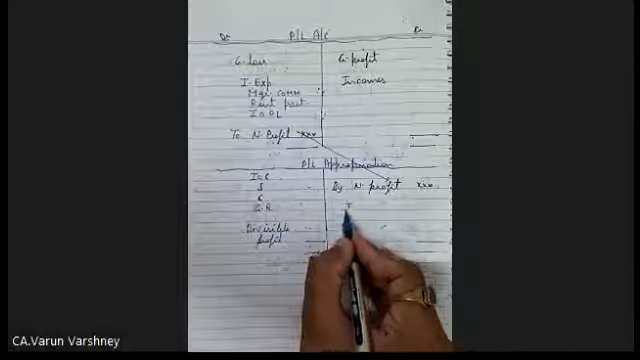 Dr P/L A/c Cr
G. loss G. profit
I. Exp Incomes
Mgr. Comm
Rent part
I o P L
To N. Profit xxx
P/L Appropriation
I o C By N. profit xxx
S
C
G. R.
I
Divisible
profit
CA.Varun Varshney